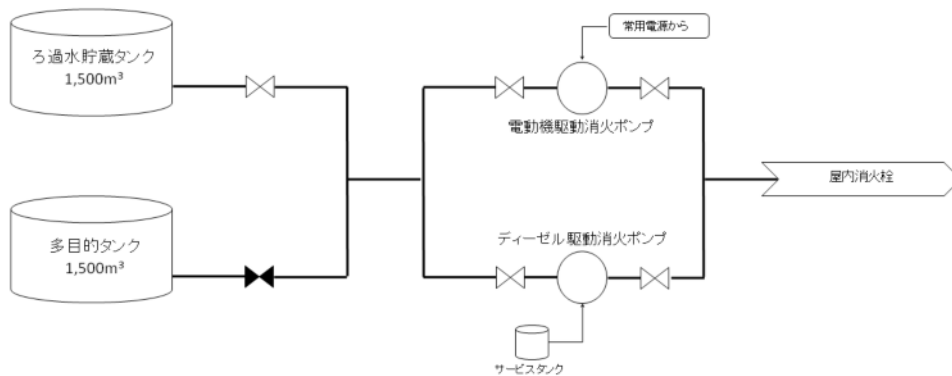 常用電源から
ろ過水貯蔵タンク
1,500m³
電動機駆動消火ポンプ
屋内消火栓
多目的タンク
1,500m³
ディーゼル駆動消火ポンプ
サービスタンク